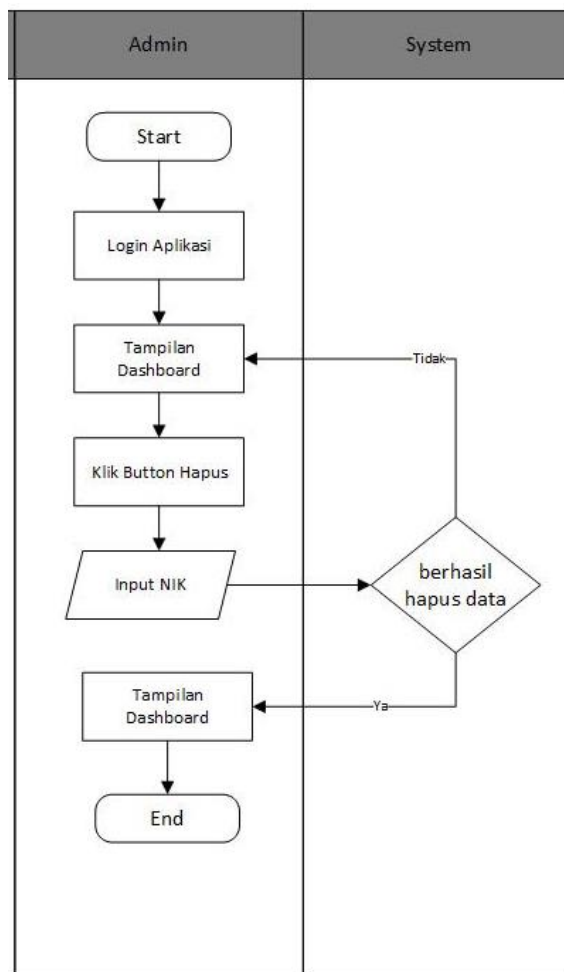 Admin
System
Start
Login Aplikasi
Tampilan
Dashboard
Tidak
Klik Button Hapus
Input NIK
berhasil
hapus data
Tampilan
Dashboard
Ya
End